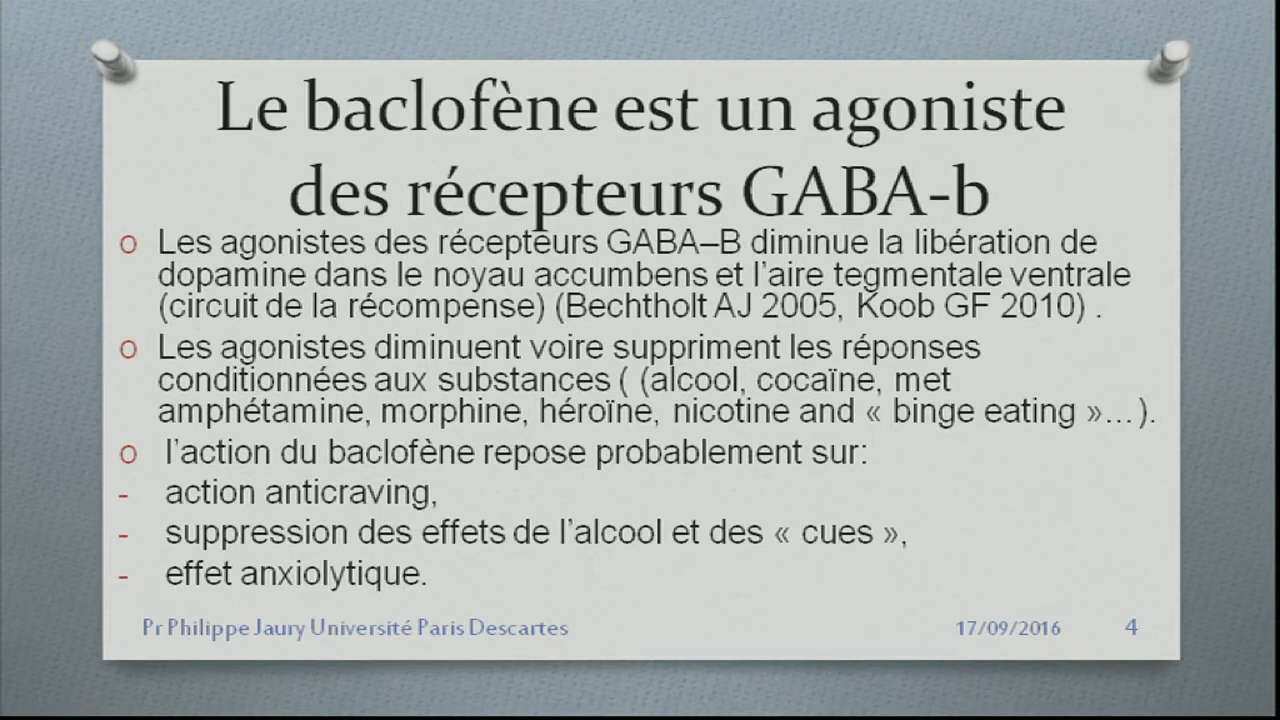 Le baclofène est un agoniste
des récepteurs GABA-b
o Les agonistes des récepteurs GABA–B diminue la libération de
dopamine dans le noyau accumbens et l'aire tegmentale ventrale
(circuit de la récompense) (Bechtholt AJ 2005, Koob GF 2010) .
o Les agonistes diminuent voire suppriment les réponses
conditionnées aux substances ( (alcool, cocaïne, met
amphétamine, morphine, héroïne, nicotine and « binge eating »…).
o l'action du baclofène repose probablement sur:
- action anticraving,
- suppression des effets de l'alcool et des « cues »,
- effet anxiolytique.
Pr Philippe Jaury Université Paris Descartes 17/09/2016 4